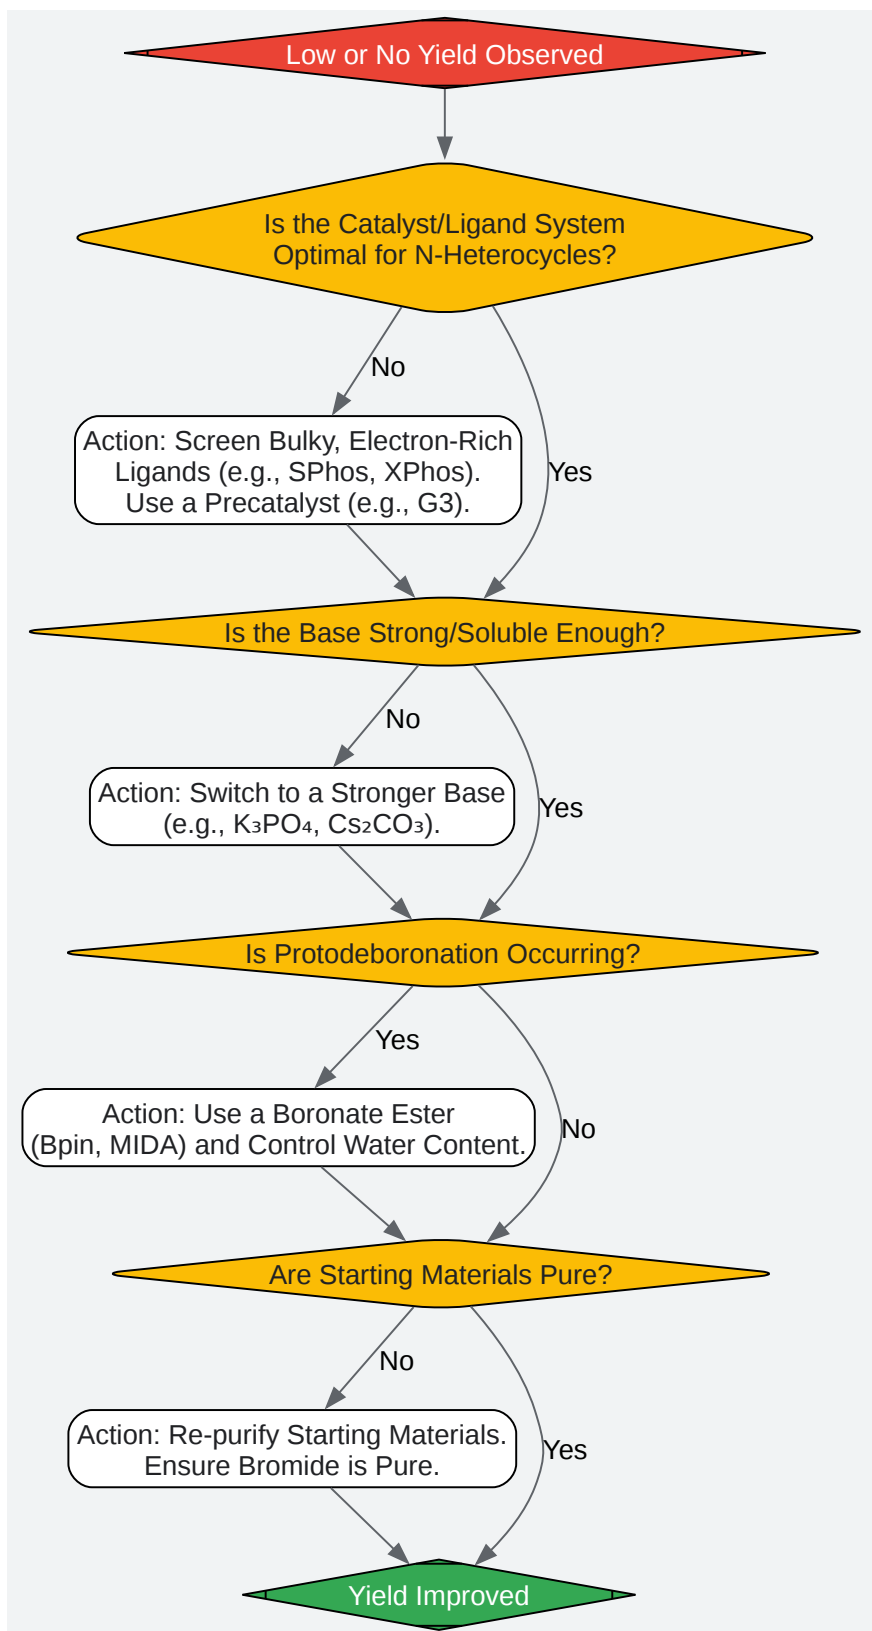 Low or No Yield Observed
Is the Catalyst/Ligand System
Optimal for N-Heterocycles?
No
Action: Screen Bulky, Electron-Rich
Ligands (e.g., SPhos, XPhos).
Use a Precatalyst (e.g., G3).
Yes
Is the Base Strong/Soluble Enough?
No
Action: Switch to a Stronger Base
(e.g., K₃PO₄, Cs₂CO₃).
Yes
Is Protodeboronation Occurring?
Yes
Action: Use a Boronate Ester
(Bpin, MIDA) and Control Water Content.
No
Are Starting Materials Pure?
No
Action: Re-purify Starting Materials.
Ensure Bromide is Pure.
Yes
Yield Improved